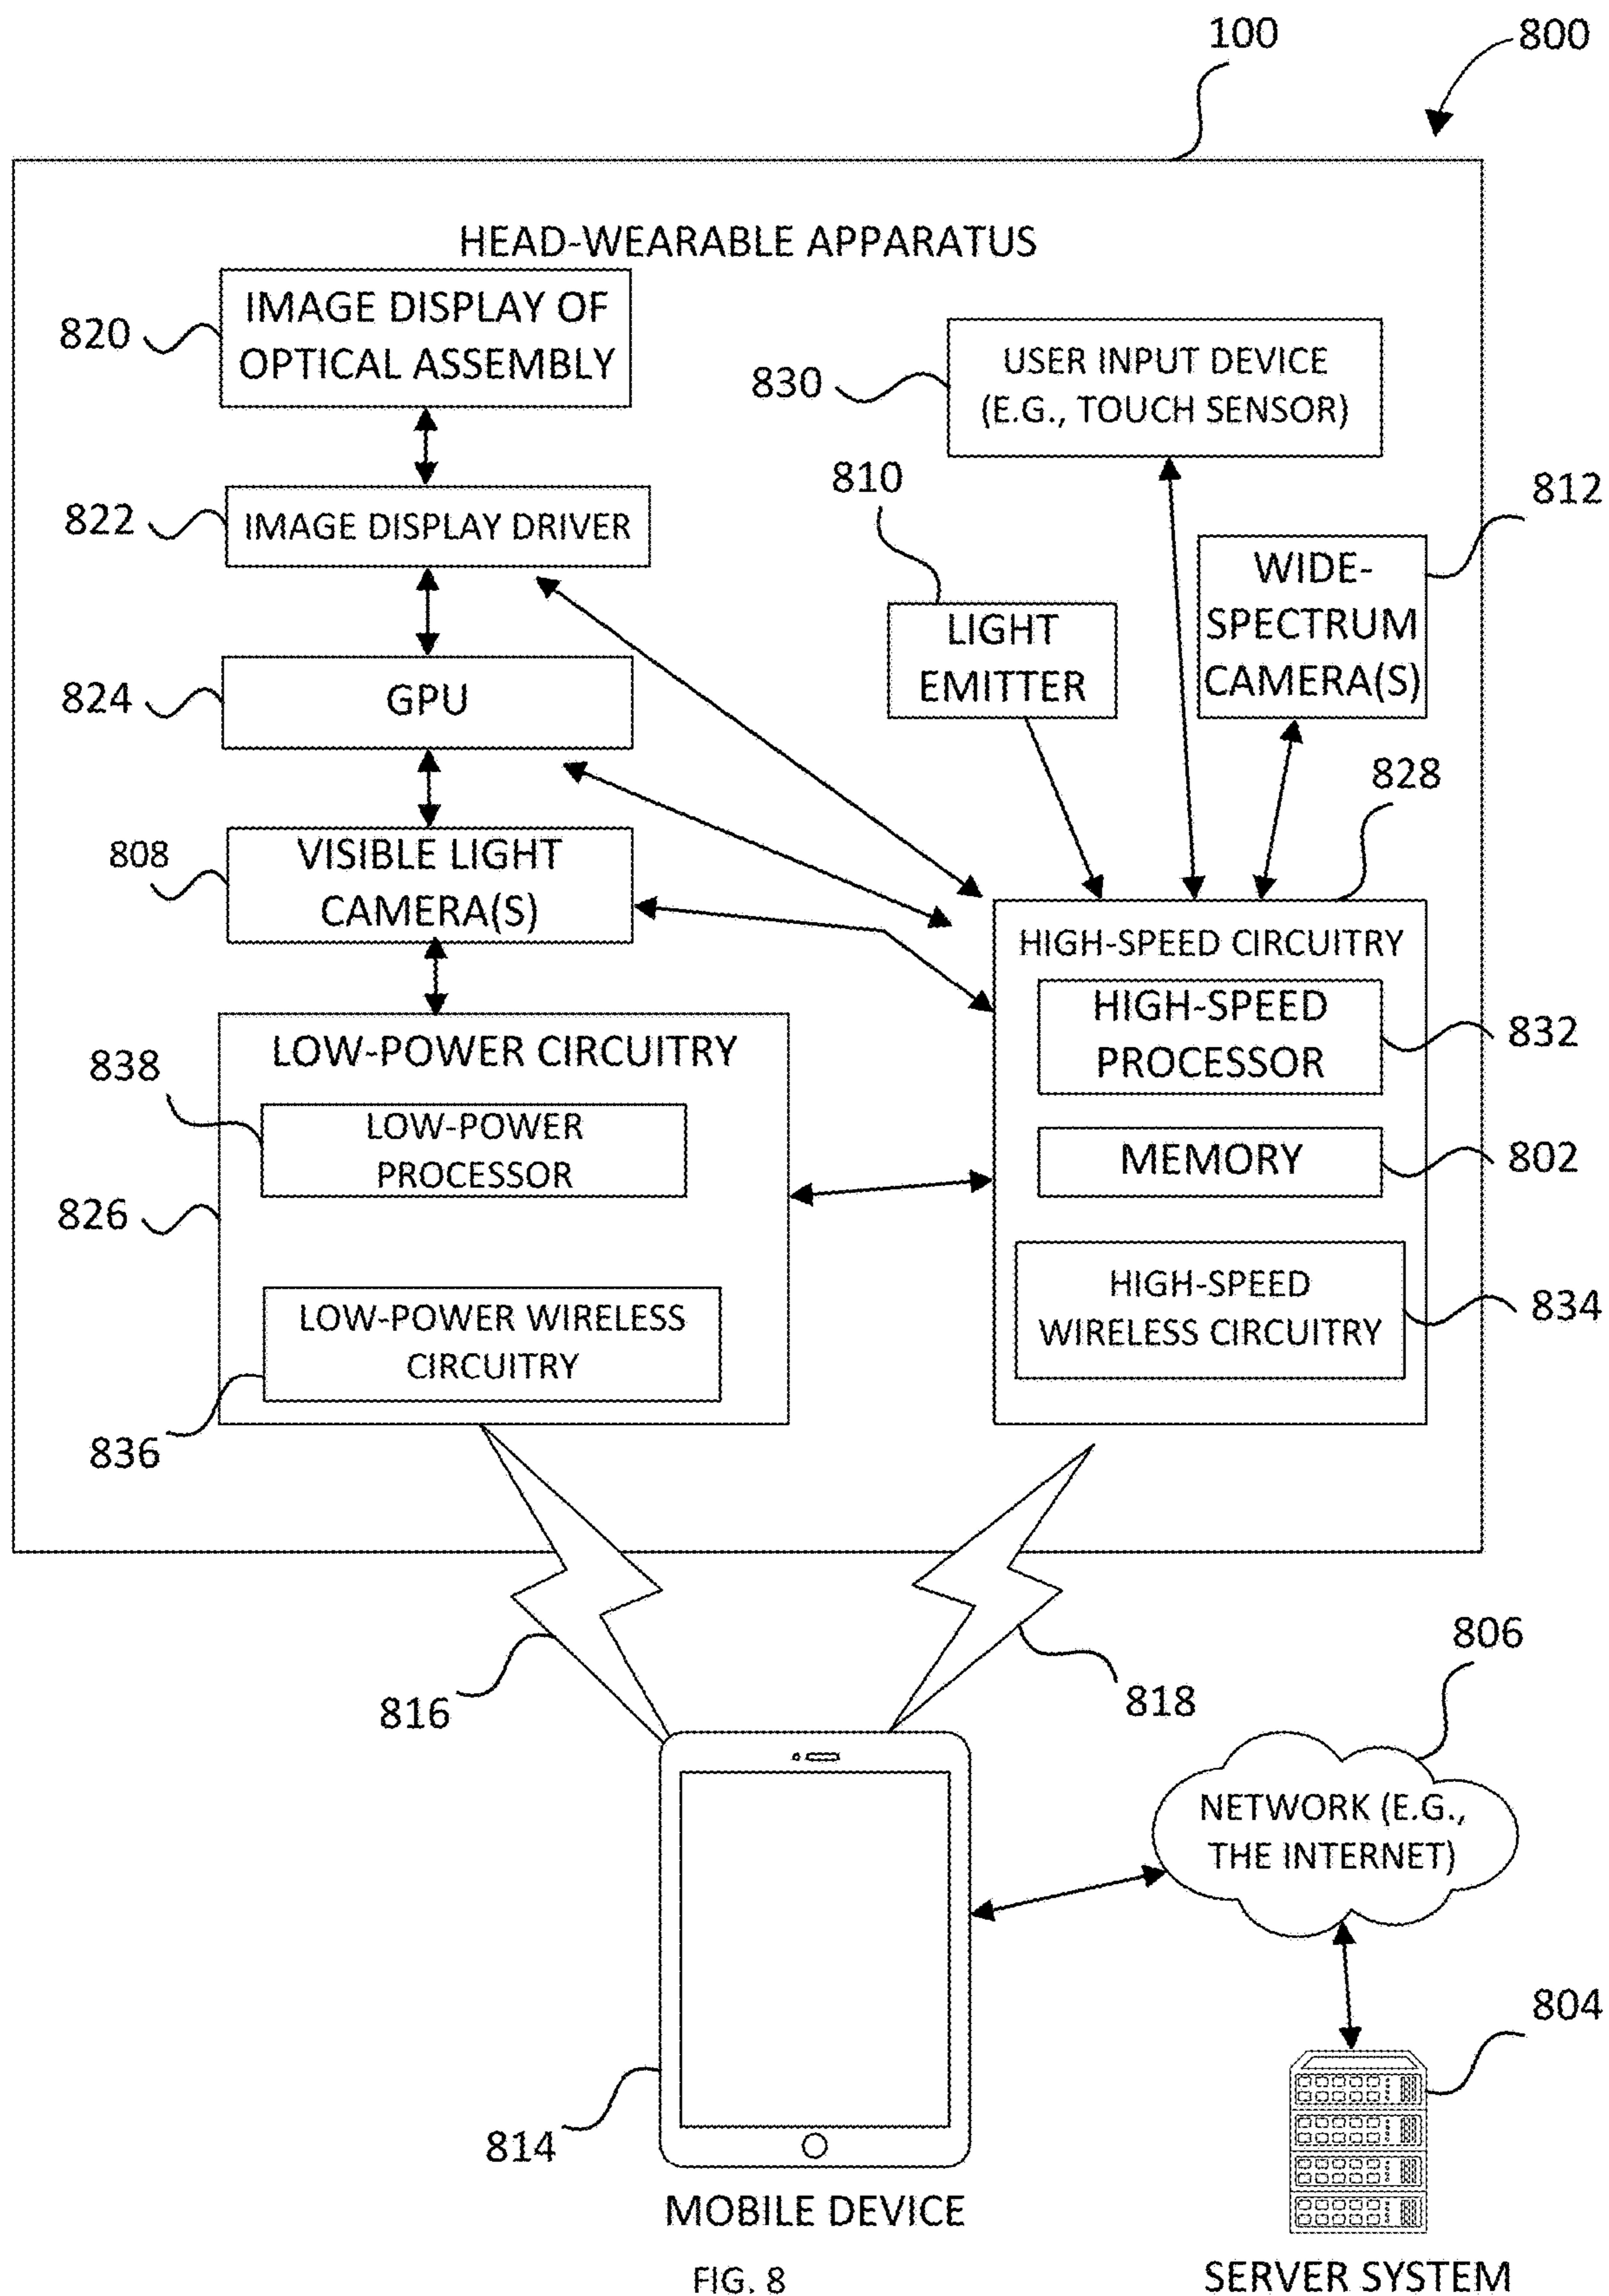 100
800
HEAD-WEARABLE APPARATUS
820
IMAGE DISPLAY OF
OPTICAL ASSEMBLY
830
USER INPUT DEVICE
(E.G., TOUCH SENSOR)
822
IMAGE DISPLAY DRIVER
810
LIGHT
EMITTER
812
WIDE-
SPECTRUM
CAMERA(S)
824
GPU
828
808
VISIBLE LIGHT
CAMERA(S)
HIGH-SPEED CIRCUITRY
HIGH-SPEED
PROCESSOR
832
MEMORY
802
HIGH-SPEED
WIRELESS CIRCUITRY
834
LOW-POWER CIRCUITRY
838
LOW-POWER
PROCESSOR
826
LOW-POWER WIRELESS
CIRCUITRY
836
816
818
806
NETWORK (E.G.,
THE INTERNET)
804
814
MOBILE DEVICE
SERVER SYSTEM
FIG. 8